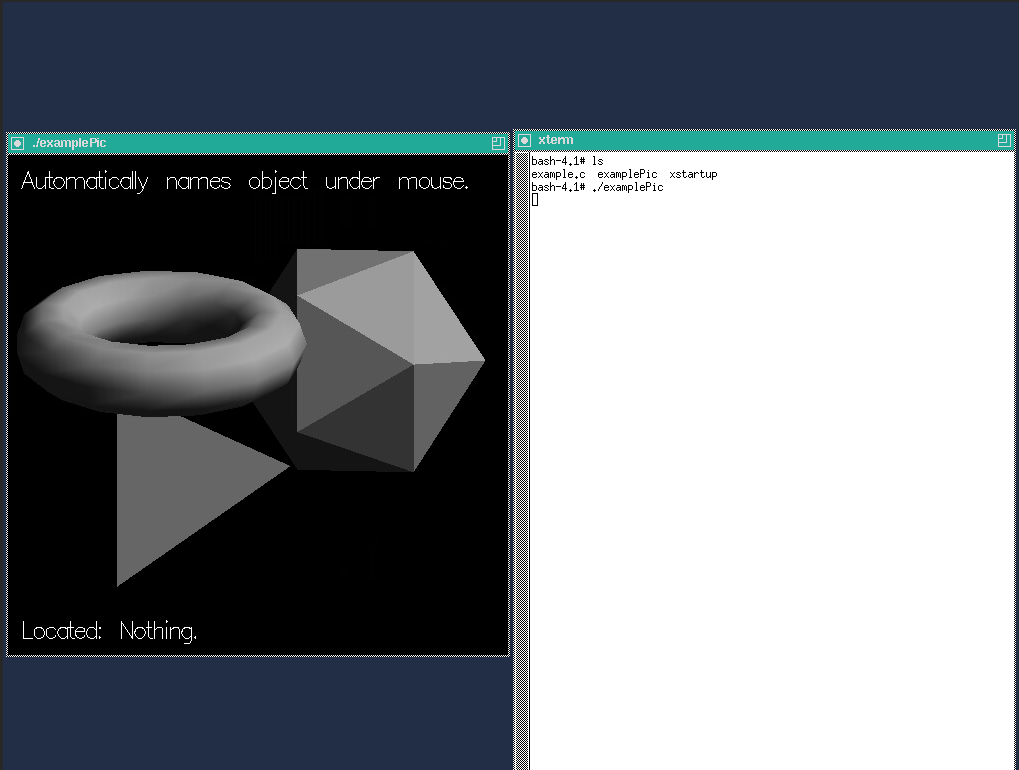 ./examplePic
Automatically names object under mouse.
Located: Nothing.
xterm
bash-4.1# ls
example.c examplePic xstartup
bash-4.1# ./examplePic